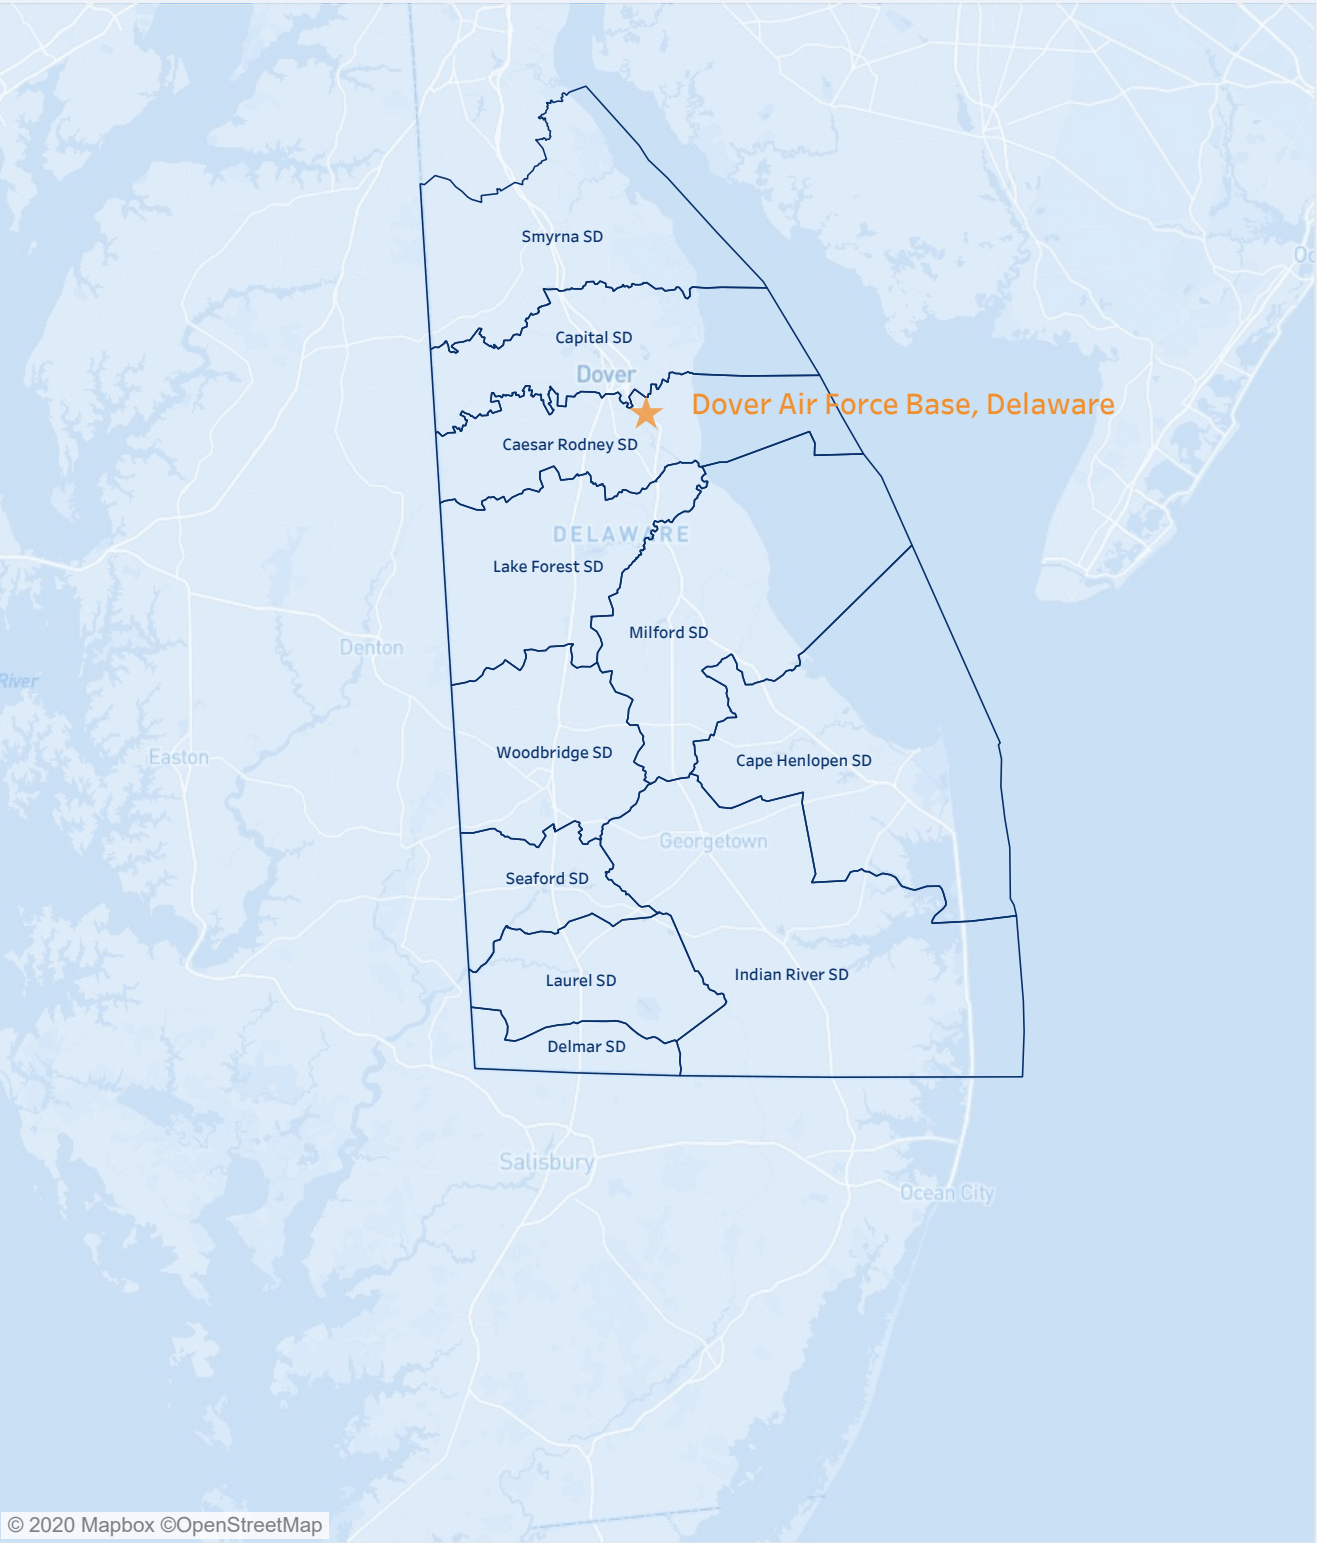 Oc
Smyrna SD
Capital SD
Dover
Dover Air Force Base, Delaware
Caesar Rodney SD
DELAWARE
Lake Forest SD
Milford SD
Denton
River
Woodbridge SD
Easton
Cape Henlopen SD
Georgetown
Seaford SD
Indian River SD
Laurel SD
Delmar SD
Salisbury
Ocean City
© 2020 Mapbox ©OpenStreetMap